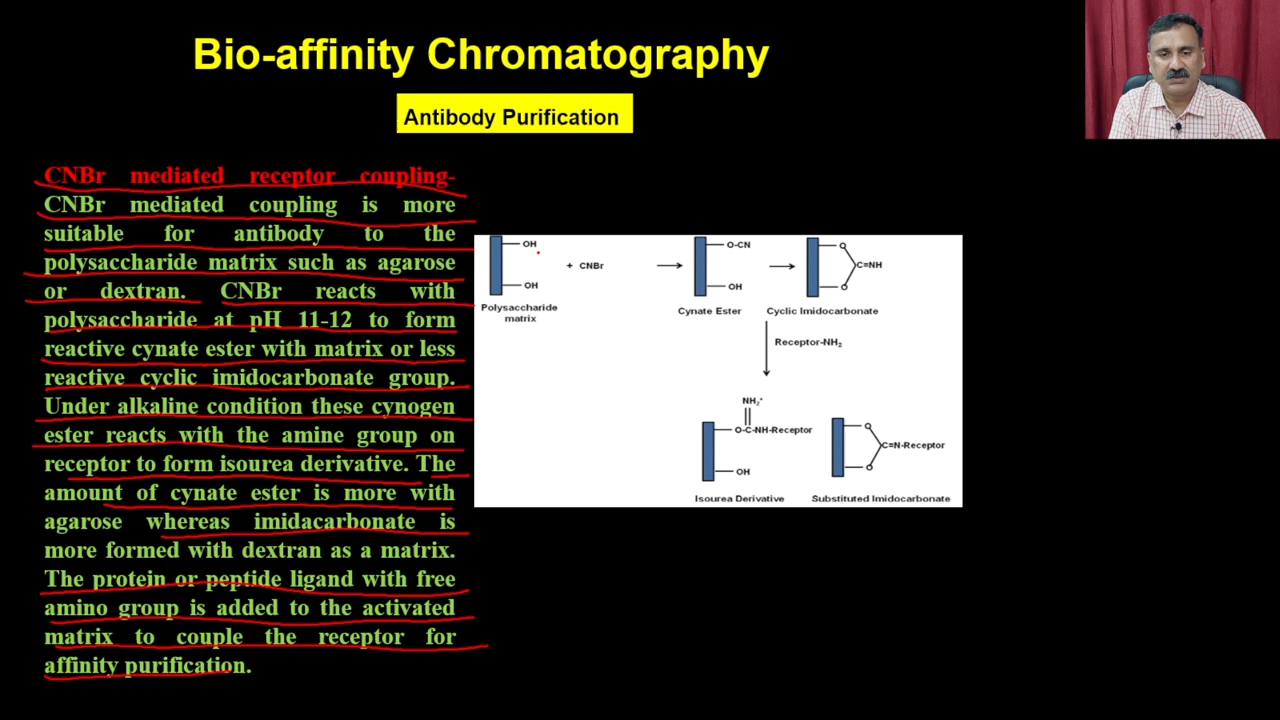 Bio-affinity Chromatography
Antibody Purification
CNBr mediated receptor coupling-
CNBr mediated coupling is more
suitable for antibody to the
polysaccharide matrix such as agarose
or dextran. CNBr reacts with
polysaccharide at pH 11-12 to form
reactive cynate ester with matrix or less
reactive cyclic imidocarbonate group.
Under alkaline condition these cynogen
ester reacts with the amine group on
receptor to form isourea derivative. The
amount of cynate ester is more with
agarose whereas imidacarbonate is
more formed with dextran as a matrix.
The protein or peptide ligand with free
amino group is added to the activated
matrix to couple the receptor for
affinity purification.
OH
OH
+ CNBr
Polysaccharide
matrix
O-CN
OH
Cynate Ester
O
C=NH
O
Cyclic Imidocarbonate
Receptor-NH₂
NH₂⁺
O-C-NH-Receptor
OH
Isourea Derivative
O
C=N-Receptor
O
Substituted Imidocarbonate